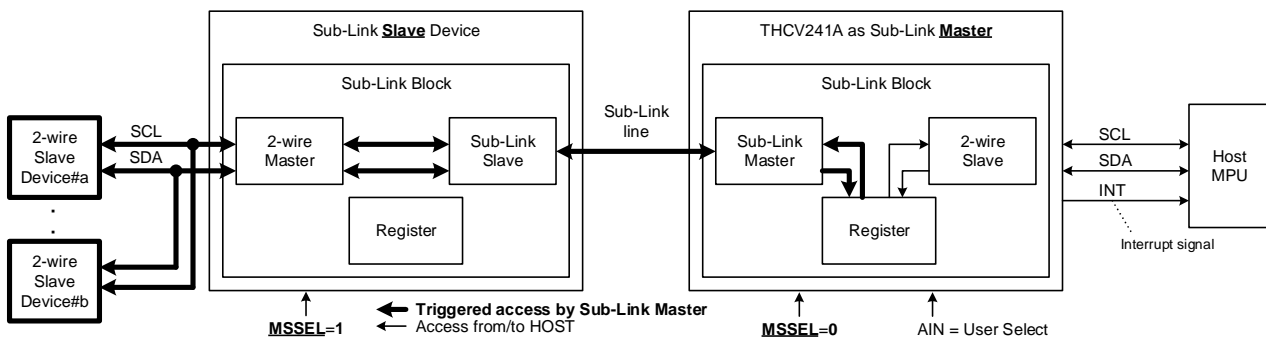 Sub-Link Slave Device
THCV241A as Sub-Link Master
Sub-Link Block
Sub-Link Block
2-wire
Slave
Device#a
SCL
SDA
2-wire
Master
Sub-Link
Slave
Sub-Link
line
Sub-Link
Master
2-wire
Slave
SCL
SDA
INT
Host
MPU
.
.
2-wire
Slave
Device#b
Register
Register
Interrupt signal
MSSEL=1
Triggered access by Sub-Link Master
Access from/to HOST
MSSEL=0
AIN = User Select